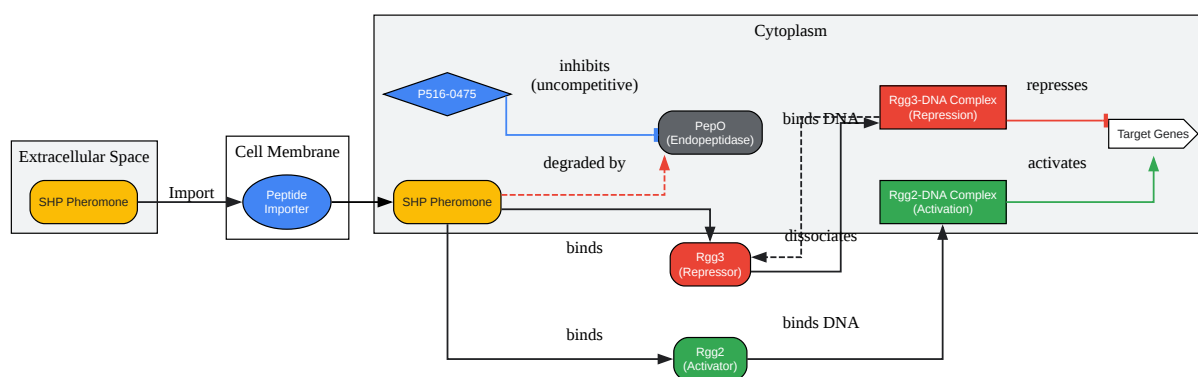 Cytoplasm
P516-0475
inhibits
(uncompetitive)
PepO
(Endopeptidase)
binds DNA
Rgg3-DNA Complex
(Repression)
represses
Target Genes
Extracellular Space
SHP Pheromone
Import
Cell Membrane
Peptide
Importer
SHP Pheromone
degraded by
Rgg2-DNA Complex
(Activation)
activates
binds
Rgg3
(Repressor)
dissociates
binds
Rgg2
(Activator)
binds DNA